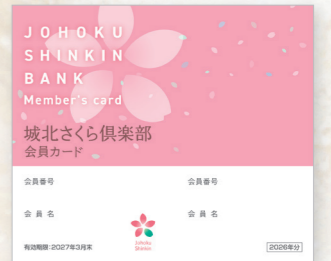 JOHOKU
SHINKIN
BANK
Member's card
城北さくら倶楽部
会員カード
会員番号 会員番号
会員名 会員名
Johoku
Shinkin
有効期限:2027年3月末 2026年分